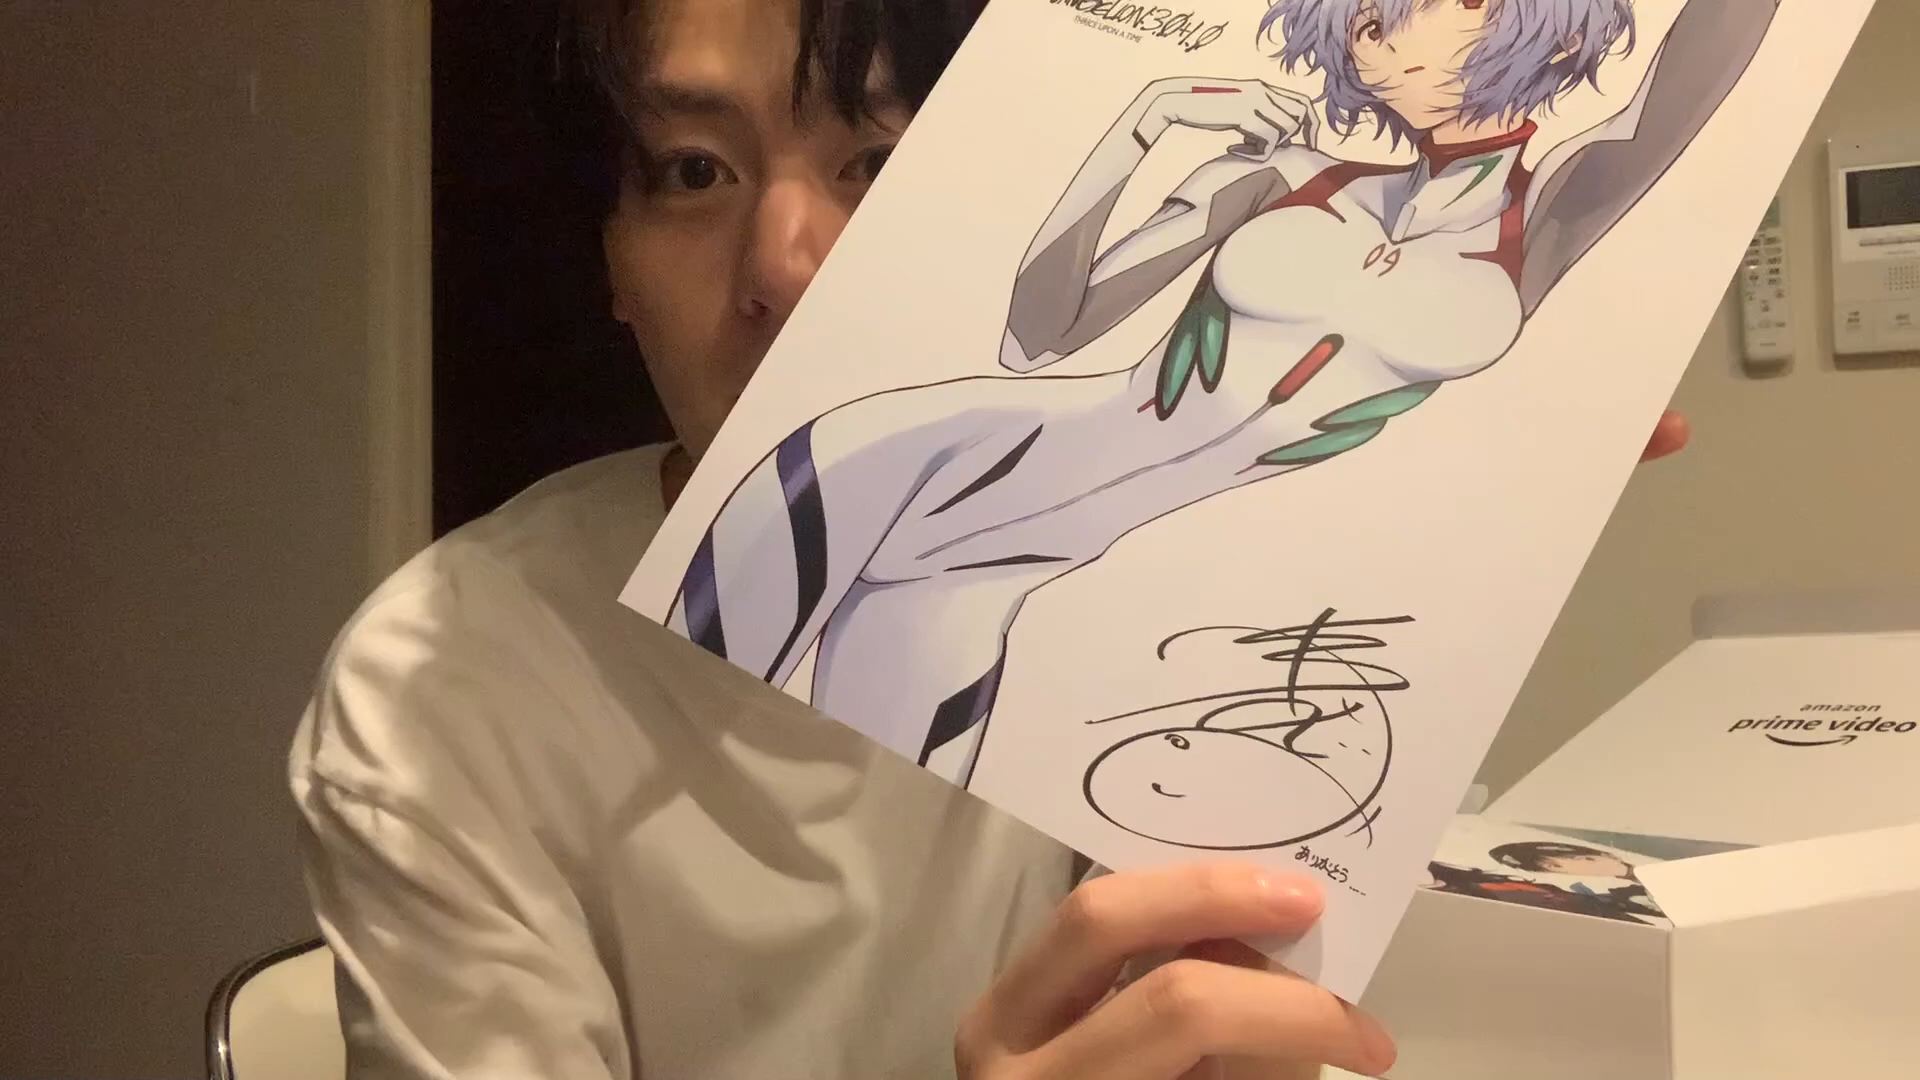 EVANGELION:3.0+1.0
THRICE UPON A TIME
09
ありがとう....
amazon
prime video